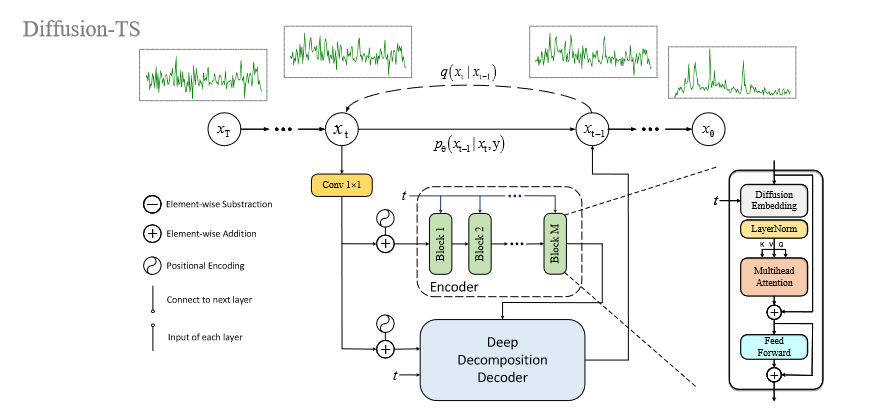 Diffusion-TS
q(x_t | x_{t-1})
x_T
...
x_t
x_{t-1}
...
x_0
p_θ(x_{t-1} | x_t, y)
Conv 1×1
t
...
Block 1
Block 2
....
Block M
Encoder
Element-wise Substraction
Element-wise Addition
Positional Encoding
Connect to next layer
Input of each layer
Deep
Decomposition
Decoder
t
t
Diffusion
Embedding
LayerNorm
K V Q
Multihead
Attention
Feed
Forward